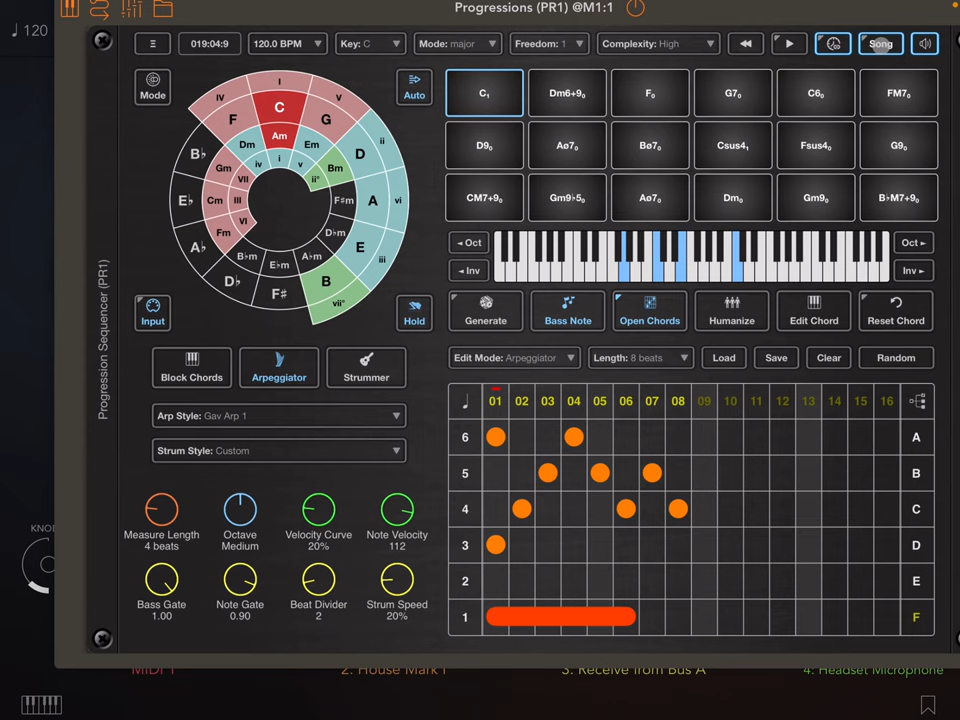 Progressions (PR1) @M1:1
♩120
Ξ 019:04:9 120.0 BPM Key: C Mode: major Freedom: 1 Complexity: High Song
Mode
Auto
I
IV V
F C G
Dm Am Em
B♭ iv i v D ii
Gm VII ii° Bm
E♭ Cm III F♯m A vi
VI
A♭ Fm D♭m E
B♭m E♭m A♭m iii
D♭ F♯ B
vii°
Input
Hold
C1 Dm6+90 F0 G70 C60 FM70
D90 Aø70 Bø70 Csus41 Fsus40 G90
CM7+90 Gm9♭50 Aø70 Dm0 Gm90 B♭M7+90
◂ Oct Oct ▸
◂ Inv Inv ▸
Generate Bass Note Open Chords Humanize Edit Chord Reset Chord
Progression Sequencer (PR1)
Block Chords Arpeggiator Strummer
Arp Style: Gav Arp 1
Strum Style: Custom
Edit Mode: Arpeggiator Length: 8 beats Load Save Clear Random
♩ 01 02 03 04 05 06 07 08 09 10 11 12 13 14 15 16
6 A
5 B
4 C
3 D
2 E
1 F
Measure Length Octave Velocity Curve Note Velocity
4 beats Medium 20% 112
Bass Gate Note Gate Beat Divider Strum Speed
1.00 0.90 2 20%
MIDI 1 2: House Mark I 3: Receive from Bus A 4: Headset Microphone